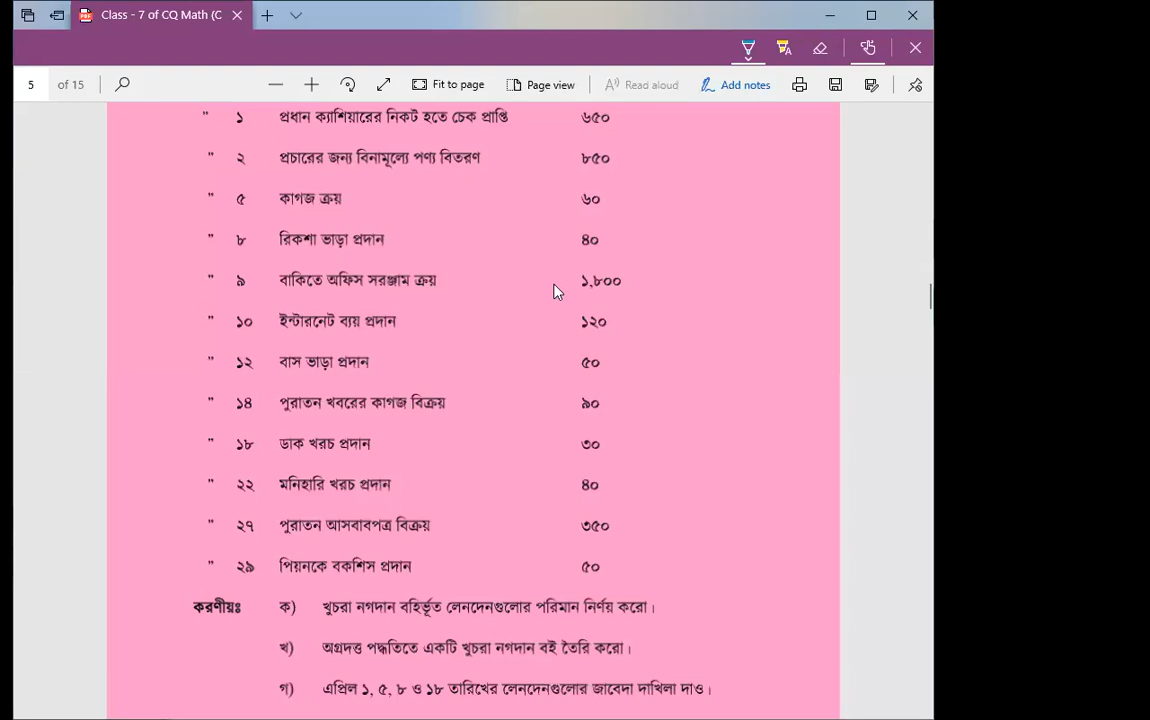 Class - 7 of CQ Math (C
5 of 15 Fit to page Page view Read aloud Add notes
" ১ প্রধান ক্যাশিয়ারের নিকট হতে চেক প্রাপ্তি ৬৫০
" ২ প্রচারের জন্য বিনামূল্যে পণ্য বিতরণ ৮৫০
" ৫ কাগজ ক্রয় ৬০
" ৮ রিকশা ভাড়া প্রদান ৪০
" ৯ বাকিতে অফিস সরঞ্জাম ক্রয় ১,৮০০
" ১০ ইন্টারনেট ব্যয় প্রদান ১২০
" ১২ বাস ভাড়া প্রদান ৫০
" ১৪ পুরাতন খবরের কাগজ বিক্রয় ৯০
" ১৮ ডাক খরচ প্রদান ৩০
" ২২ মনিহারি খরচ প্রদান ৪০
" ২৭ পুরাতন আসবাবপত্র বিক্রয় ৩৫০
" ২৯ পিয়নকে বকশিস প্রদান ৫০
করণীয়ঃ ক) খুচরা নগদান বহির্ভূত লেনদেনগুলোর পরিমান নির্ণয় করো।
খ) অগ্রদত্ত পদ্ধতিতে একটি খুচরা নগদান বই তৈরি করো।
গ) এপ্রিল ১, ৫, ৮ ও ১৮ তারিখের লেনদেনগুলোর জাবেদা দাখিলা দাও।